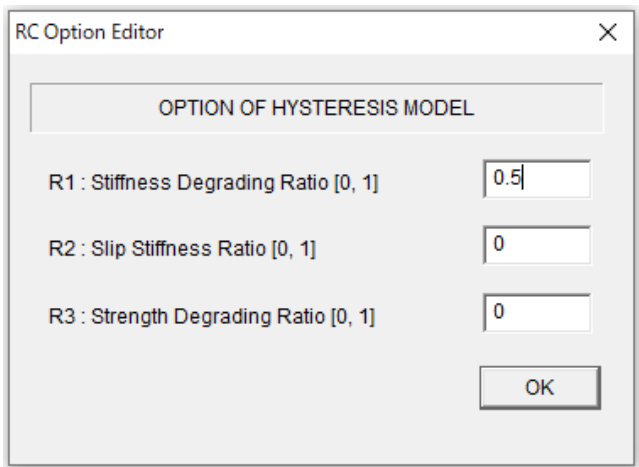 RC Option Editor
OPTION OF HYSTERESIS MODEL
R1 : Stiffness Degrading Ratio [0, 1] 0.5
R2 : Slip Stiffness Ratio [0, 1] 0
R3 : Strength Degrading Ratio [0, 1] 0
OK